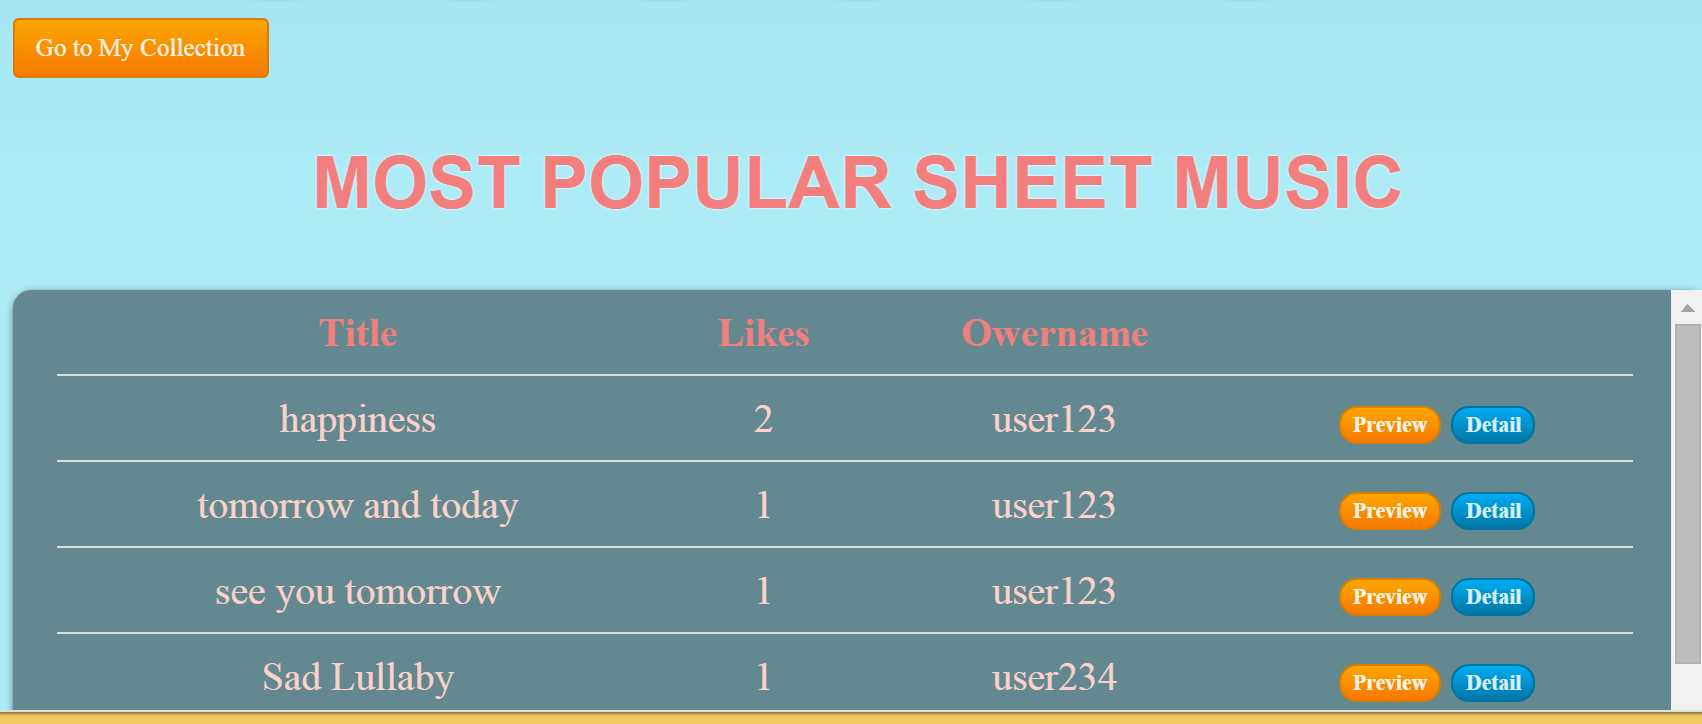 Go to My Collection
MOST POPULAR SHEET MUSIC
Title Likes Owername
happiness 2 user123 Preview Detail
tomorrow and today 1 user123 Preview Detail
see you tomorrow 1 user123 Preview Detail
Sad Lullaby 1 user234 Preview Detail